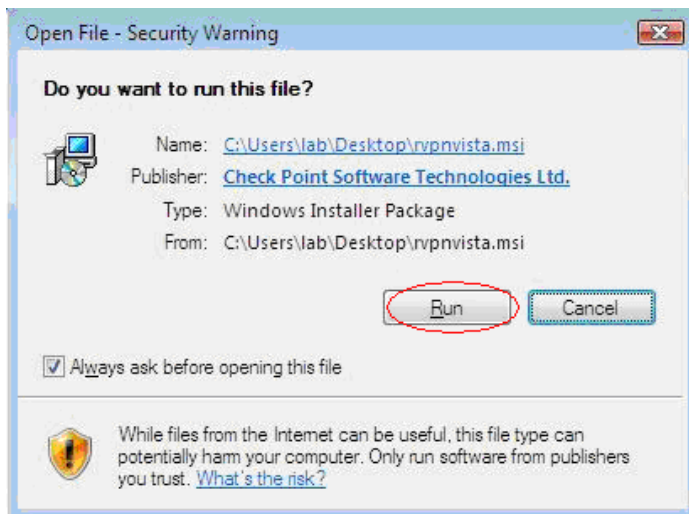 Open File - Security Warning
Do you want to run this file?
Name: C:\Users\lab\Desktop\rvpnvista.msi
Publisher: Check Point Software Technologies Ltd.
Type: Windows Installer Package
From: C:\Users\lab\Desktop\rvpnvista.msi
Run Cancel
Always ask before opening this file
While files from the Internet can be useful, this file type can
potentially harm your computer. Only run software from publishers
you trust. What's the risk?